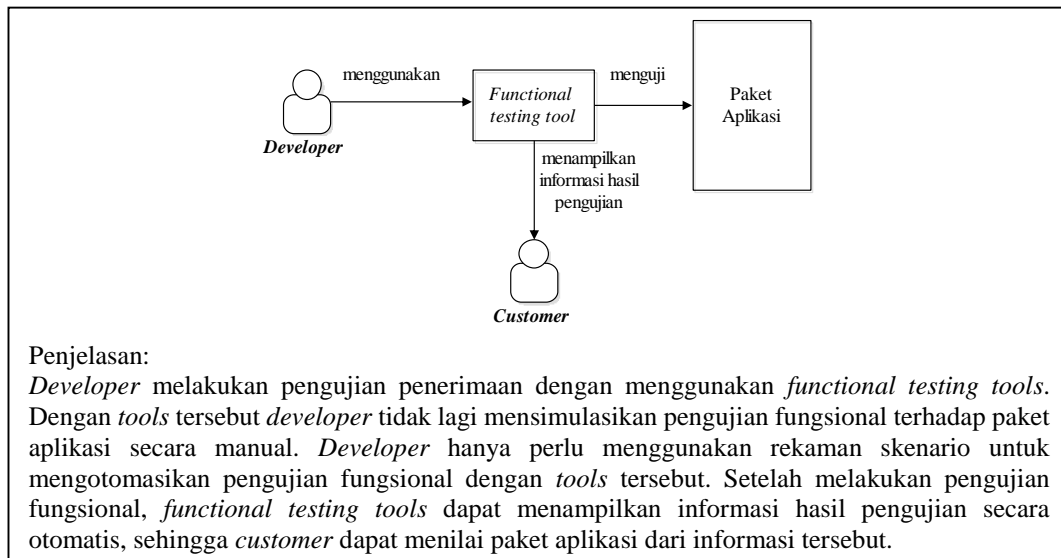 menggunakan
menguji
Functional
testing tool
Paket
Aplikasi
Developer
menampilkan
informasi hasil
pengujian
Customer
Penjelasan:
Developer melakukan pengujian penerimaan dengan menggunakan functional testing tools.
Dengan tools tersebut developer tidak lagi mensimulasikan pengujian fungsional terhadap paket
aplikasi secara manual. Developer hanya perlu menggunakan rekaman skenario untuk
mengotomasikan pengujian fungsional dengan tools tersebut. Setelah melakukan pengujian
fungsional, functional testing tools dapat menampilkan informasi hasil pengujian secara
otomatis, sehingga customer dapat menilai paket aplikasi dari informasi tersebut.